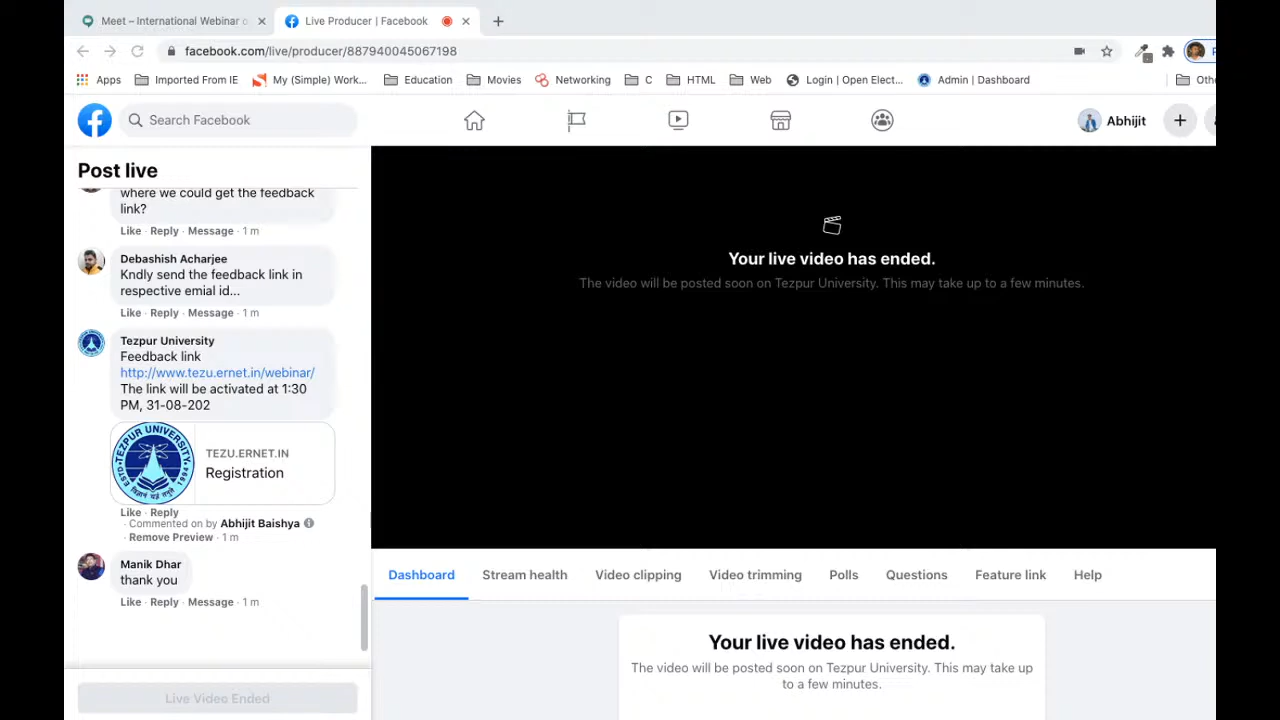 Meet – International Webinar o
Live Producer | Facebook
facebook.com/live/producer/887940045067198
Apps
Imported From IE
My (Simple) Work...
Education
Movies
Networking
C
HTML
Web
Login | Open Elect...
Admin | Dashboard
Othe
Search Facebook
Abhijit
Post live
where we could get the feedback
link?
Like · Reply · Message · 1 m
Debashish Acharjee
Kndly send the feedback link in
respective emial id...
Like · Reply · Message · 1 m
Tezpur University
Feedback link
http://www.tezu.ernet.in/webinar/
The link will be activated at 1:30
PM, 31-08-202
TEZPUR UNIVERSITY
ESTD
1994
विज्ञानं यज्ञं तनुते
TEZU.ERNET.IN
Registration
Like · Reply
· Commented on by Abhijit Baishya
· Remove Preview · 1 m
Manik Dhar
thank you
Like · Reply · Message · 1 m
Live Video Ended
Your live video has ended.
The video will be posted soon on Tezpur University. This may take up to a few minutes.
Dashboard
Stream health
Video clipping
Video trimming
Polls
Questions
Feature link
Help
Your live video has ended.
The video will be posted soon on Tezpur University. This may take up
to a few minutes.